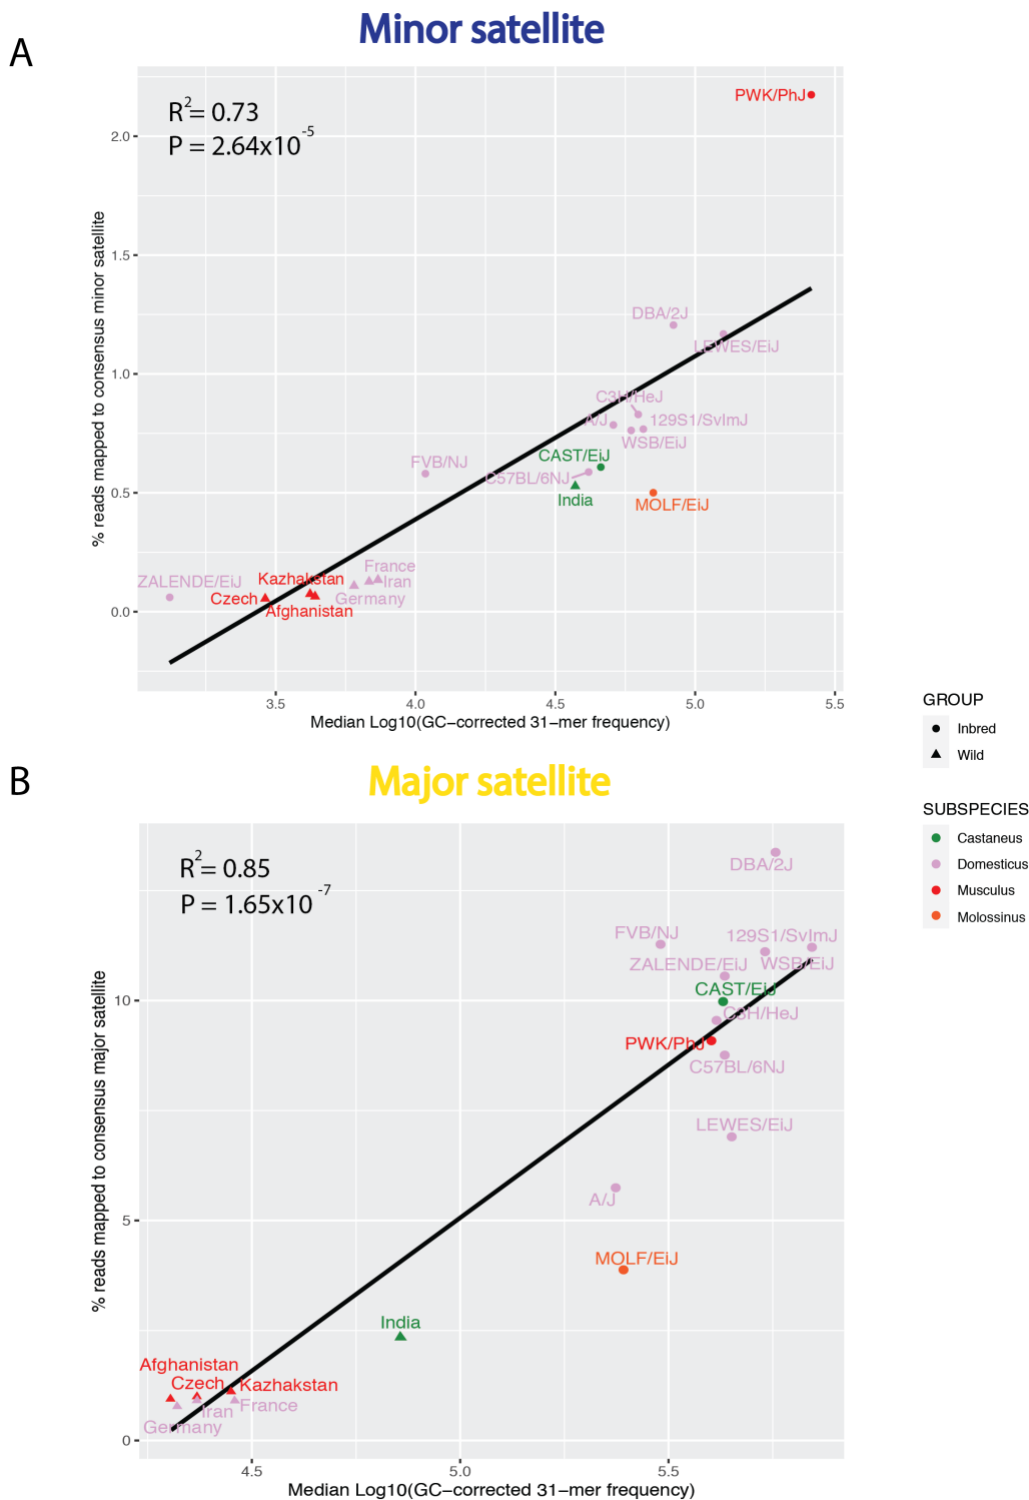 Minor satellite
A
R2= 0.73
P = 2.64x10-5
PWK/PhJ
DBA/2J
LEWES/EiJ
C3H/HeJ
A/J
129S1/SvImJ
WSB/EiJ
CAST/EiJ
FVB/NJ
C57BL/6NJ
India
MOLF/EiJ
France
Kazhakstan
Iran
ZALENDE/EiJ
Czech
Germany
Afghanistan
2.0
1.5
1.0
0.5
0.0
% reads mapped to consensus minor satellite
3.5 4.0 4.5 5.0 5.5
Median Log10(GC−corrected 31−mer frequency)
GROUP
Inbred
Wild
SUBSPECIES
Castaneus
Domesticus
Musculus
Molossinus
B
Major satellite
R2= 0.85
P = 1.65x10 -7
DBA/2J
FVB/NJ
129S1/SvImJ
ZALENDE/EiJ
WSB/EiJ
CAST/EiJ
C3H/HeJ
PWK/PhJ
C57BL/6NJ
LEWES/EiJ
A/J
MOLF/EiJ
India
Afghanistan
Czech
Kazhakstan
Iran
France
Germany
10
5
0
% reads mapped to consensus major satellite
4.5 5.0 5.5
Median Log10(GC−corrected 31−mer frequency)